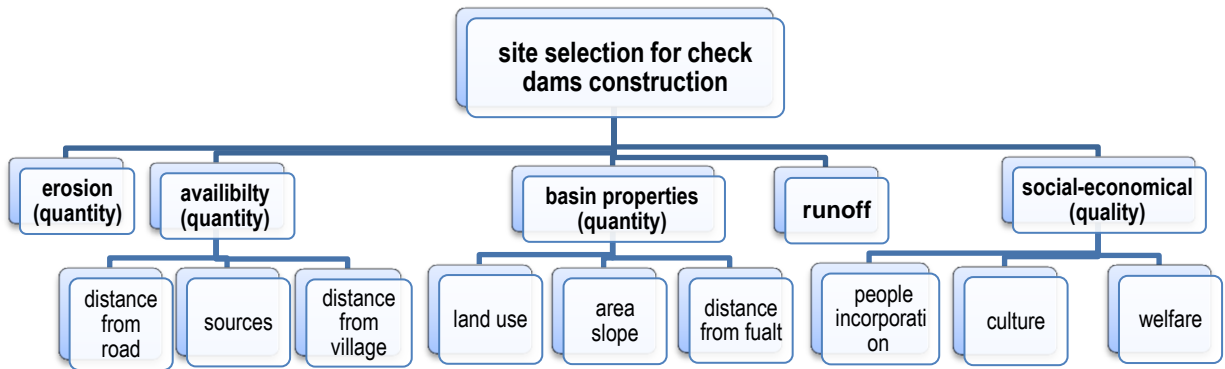 site selection for check
dams construction
erosion
(quantity)
availibilty
(quantity)
basin properties
(quantity)
runoff
social-economical
(quality)
distance
from
road
sources
distance
from
village
land use
area
slope
distance
from fualt
people
incorporati
on
culture
welfare